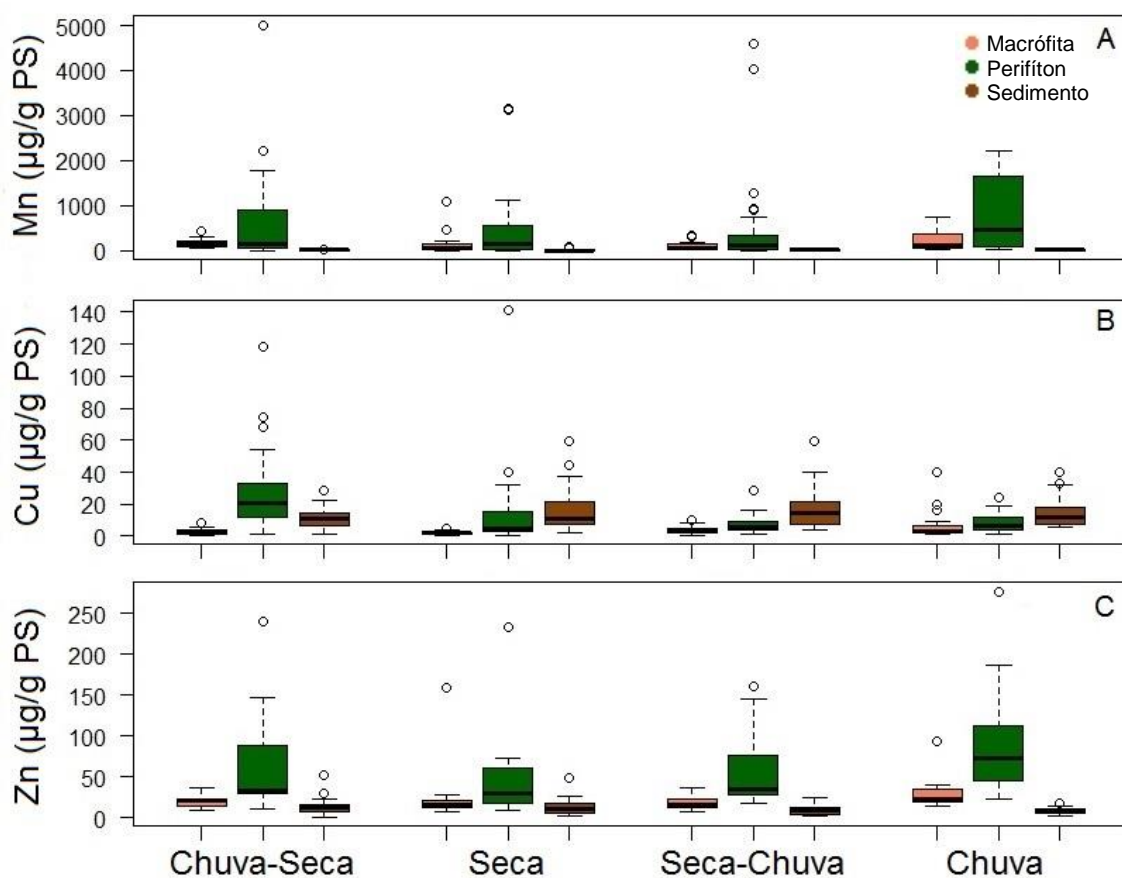 A
Macrófita
Perifíton
Sedimento
Mn (µg/g PS)
5000
4000
3000
2000
1000
0
B
Cu (µg/g PS)
140
120
100
80
60
40
20
0
C
Zn (µg/g PS)
250
200
150
100
50
0
Chuva-Seca Seca Seca-Chuva Chuva